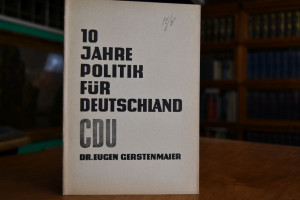 10
JAHRE
POLITIK
FÜR
DEUTSCHLAND
CDU
DR. EUGEN GERSTENMAIER